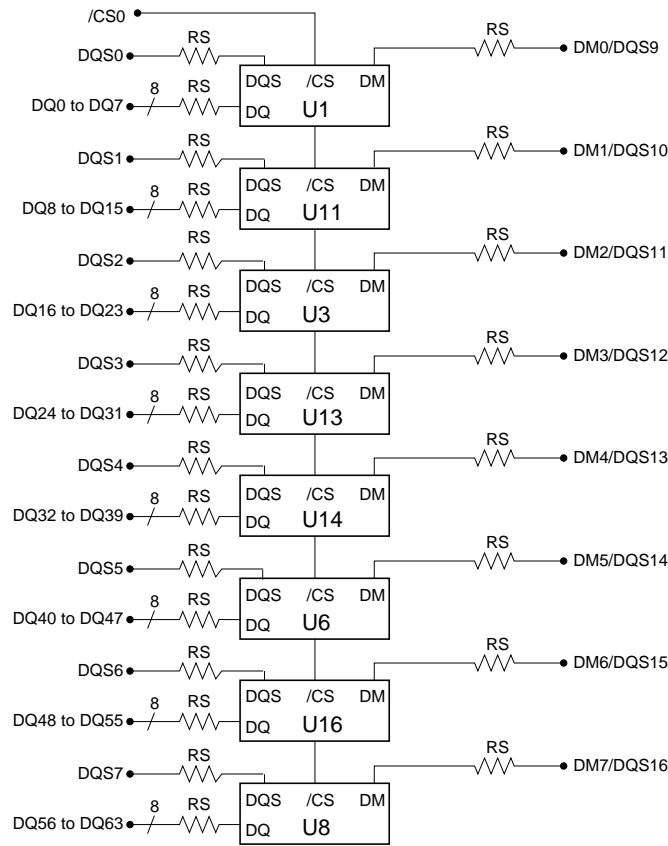 /CS0
RS RS
DQS0 DM0/DQS9
8 RS DQS /CS DM
DQ0 to DQ7 DQ U1
RS RS
DQS1 DM1/DQS10
8 RS DQS /CS DM
DQ8 to DQ15 DQ U11
RS RS
DQS2 DM2/DQS11
8 RS DQS /CS DM
DQ16 to DQ23 DQ U3
RS RS
DQS3 DM3/DQS12
8 RS DQS /CS DM
DQ24 to DQ31 DQ U13
RS RS
DQS4 DM4/DQS13
8 RS DQS /CS DM
DQ32 to DQ39 DQ U14
RS RS
DQS5 DM5/DQS14
8 RS DQS /CS DM
DQ40 to DQ47 DQ U6
RS RS
DQS6 DM6/DQS15
8 RS DQS /CS DM
DQ48 to DQ55 DQ U16
RS RS
DQS7 DM7/DQS16
8 RS DQS /CS DM
DQ56 to DQ63 DQ U8